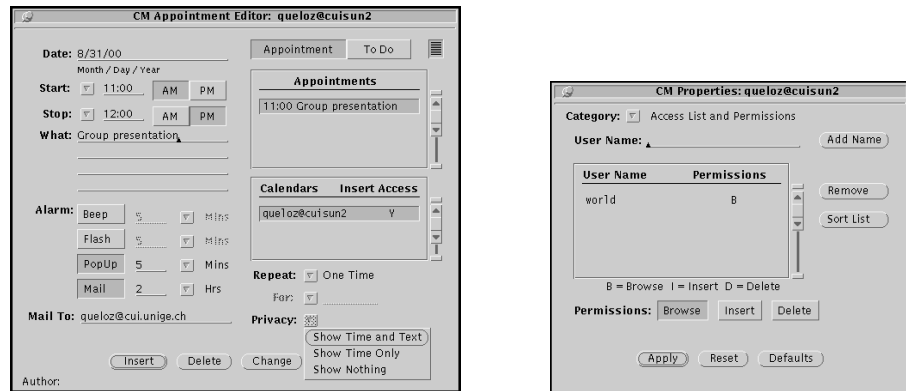 CM Appointment Editor: queloz@cuisun2
Date: 8/31/00
Month / Day / Year
Start: 11:00 AM PM
Stop: 12:00 AM PM
What: Group presentation
Alarm: Beep 5 Mins
Flash 5 Mins
PopUp 5 Mins
Mail 2 Hrs
Mail To: queloz@cui.unige.ch
Appointment To Do
Appointments
11:00 Group presentation
Calendars Insert Access
queloz@cuisun2 Y
Repeat: One Time
For:
Privacy:
Show Time and Text
Show Time Only
Show Nothing
Insert Delete Change
Author:
CM Properties: queloz@cuisun2
Category: Access List and Permissions
User Name: Add Name
User Name Permissions
world B
Remove
Sort List
B = Browse I = Insert D = Delete
Permissions: Browse Insert Delete
Apply Reset Defaults